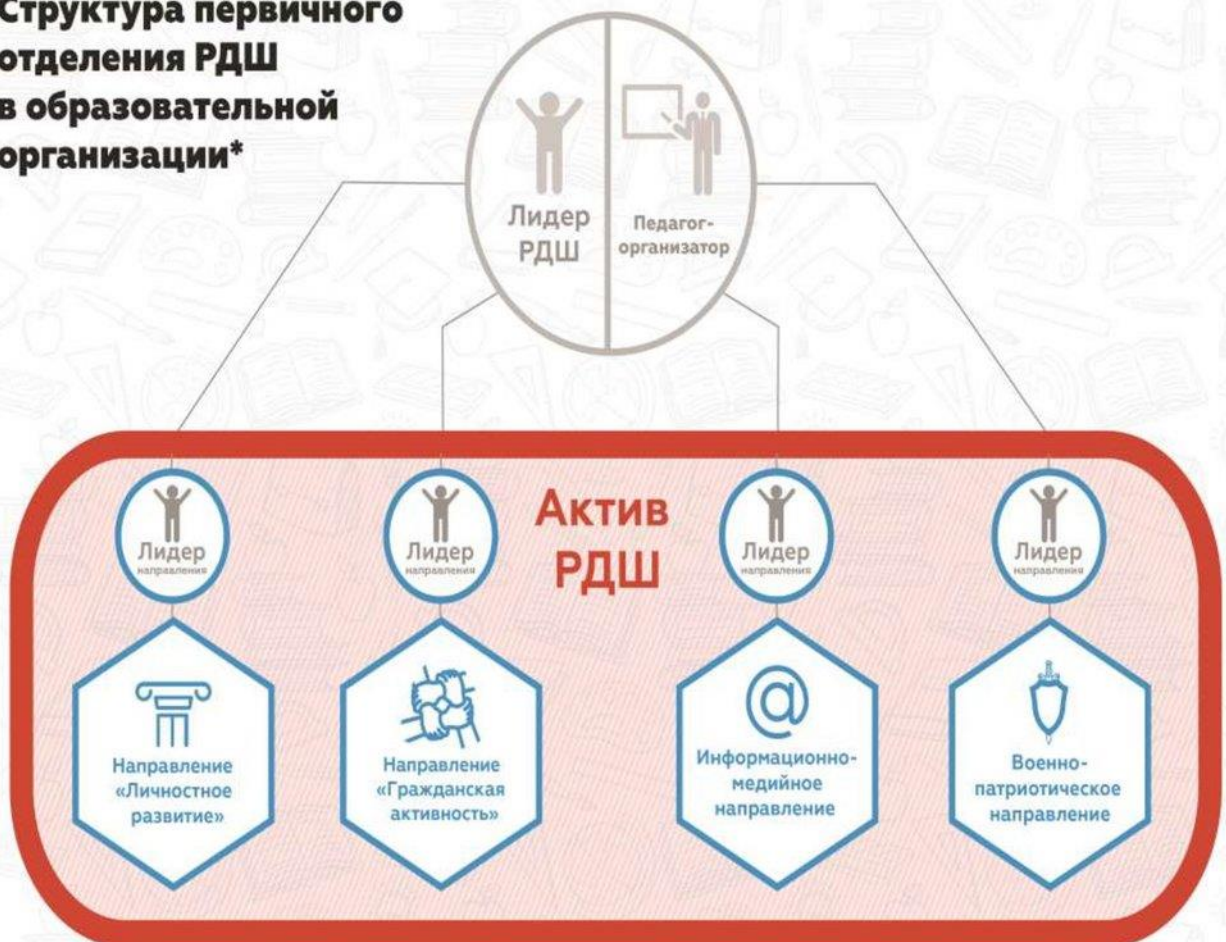 Структура первичного
отделения РДШ
в образовательной
организации*
Лидер
РДШ
Педагог-
организатор
Актив
РДШ
Лидер
направления
Лидер
направления
Лидер
направления
Лидер
направления
Направление
«Личностное
развитие»
Направление
«Гражданская
активность»
@
Информационно-
медийное
направление
Военно-
патриотическое
направление